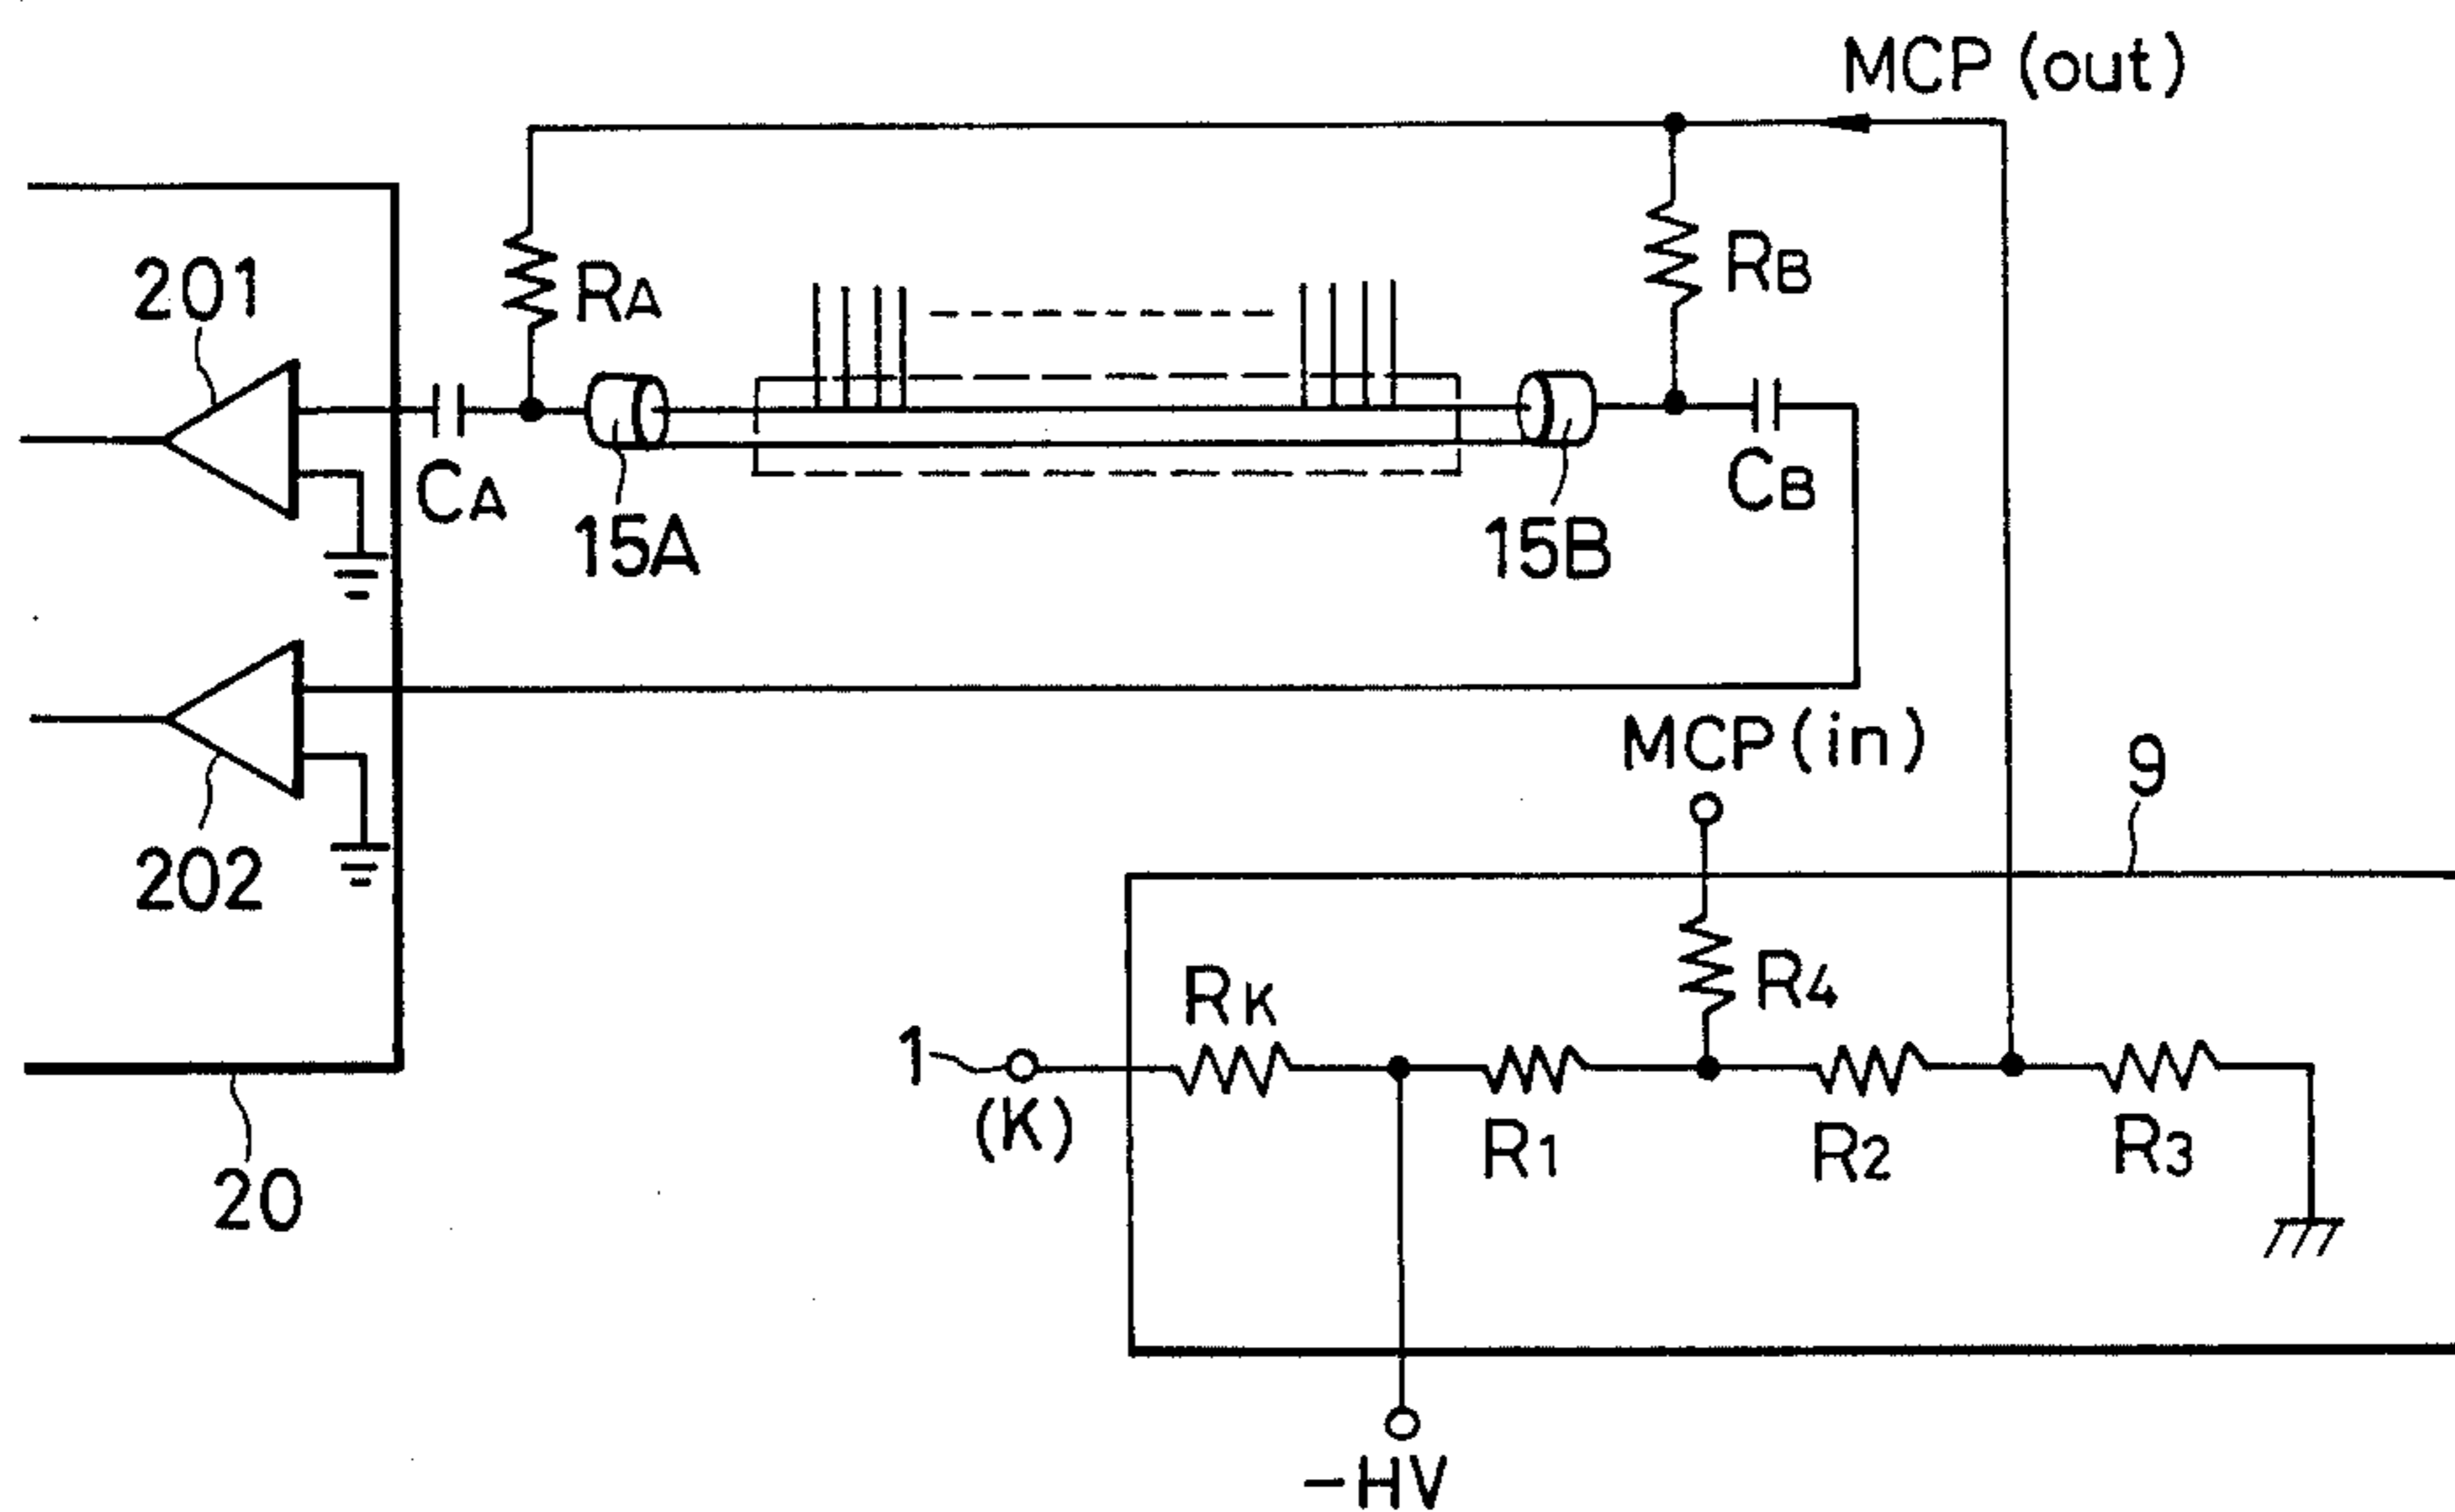 MCP (out)
201
RA
RB
CA
15A
15B
CB
MCP (in)
9
202
RK
R4
1
(K)
R1
R2
R3
20
-HV